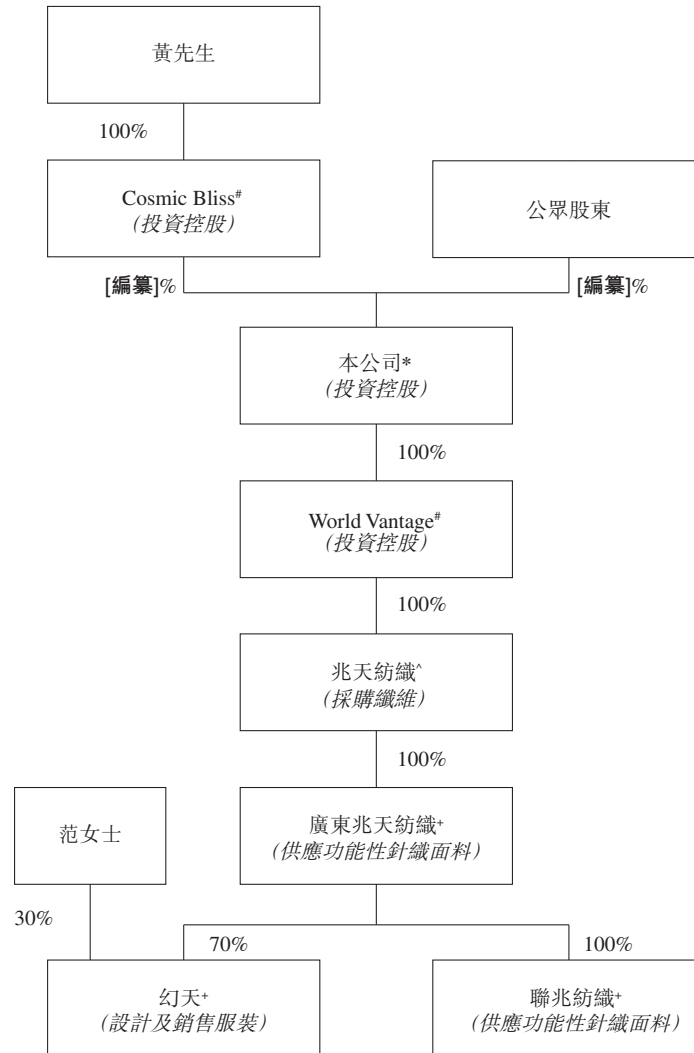 黃先生
100%
Cosmic Bliss#
(投資控股)
公眾股東
[編纂]%
[編纂]%
本公司*
(投資控股)
100%
World Vantage#
(投資控股)
100%
兆天紡織^
(採購纖維)
100%
范女士
廣東兆天紡織+
(供應功能性針織面料)
30%
70%
100%
幻天+
(設計及銷售服裝)
聯兆紡織+
(供應功能性針織面料)